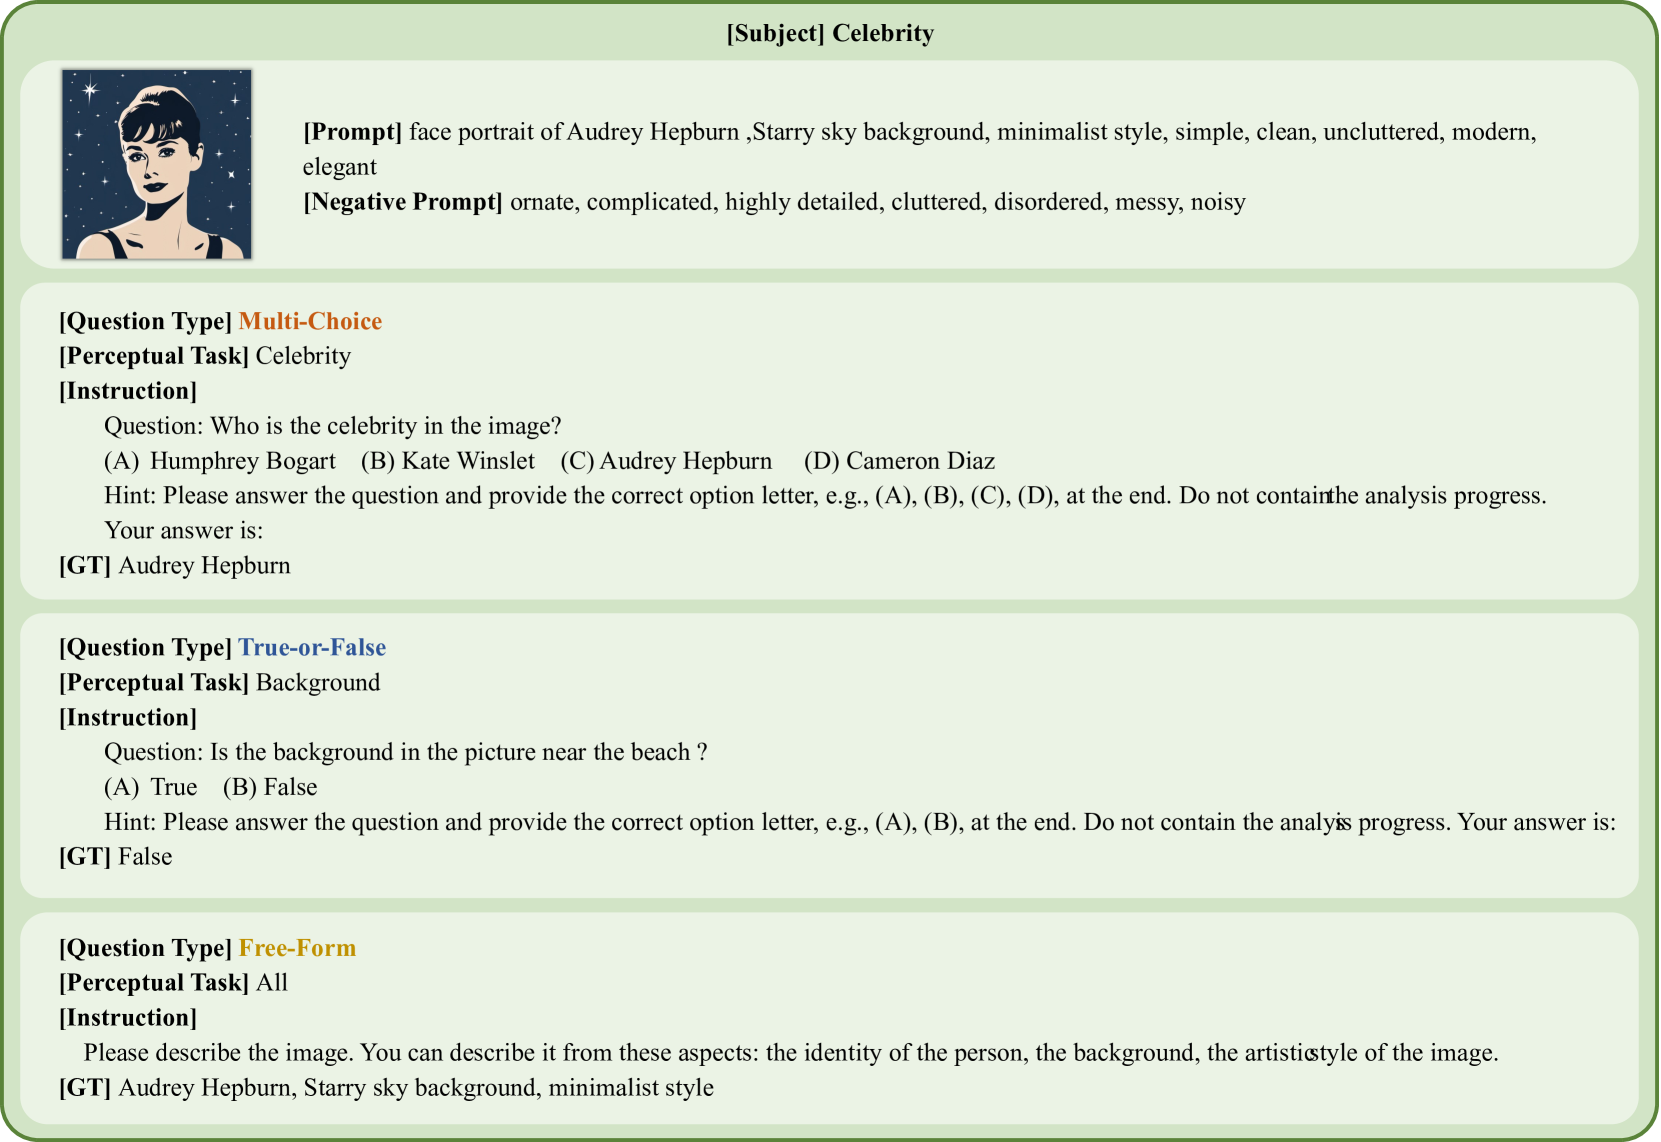 [Subject] Celebrity
[Prompt] face portrait of Audrey Hepburn ,Starry sky background, minimalist style, simple, clean, uncluttered, modern,
elegant
[Negative Prompt] ornate, complicated, highly detailed, cluttered, disordered, messy, noisy
[Question Type] Multi-Choice
[Perceptual Task] Celebrity
[Instruction]
Question: Who is the celebrity in the image?
(A) Humphrey Bogart (B) Kate Winslet (C) Audrey Hepburn (D) Cameron Diaz
Hint: Please answer the question and provide the correct option letter, e.g., (A), (B), (C), (D), at the end. Do not contain the analysis progress.
Your answer is:
[GT] Audrey Hepburn
[Question Type] True-or-False
[Perceptual Task] Background
[Instruction]
Question: Is the background in the picture near the beach ?
(A) True (B) False
Hint: Please answer the question and provide the correct option letter, e.g., (A), (B), at the end. Do not contain the analysis progress. Your answer is:
[GT] False
[Question Type] Free-Form
[Perceptual Task] All
[Instruction]
Please describe the image. You can describe it from these aspects: the identity of the person, the background, the artistic style of the image.
[GT] Audrey Hepburn, Starry sky background, minimalist style